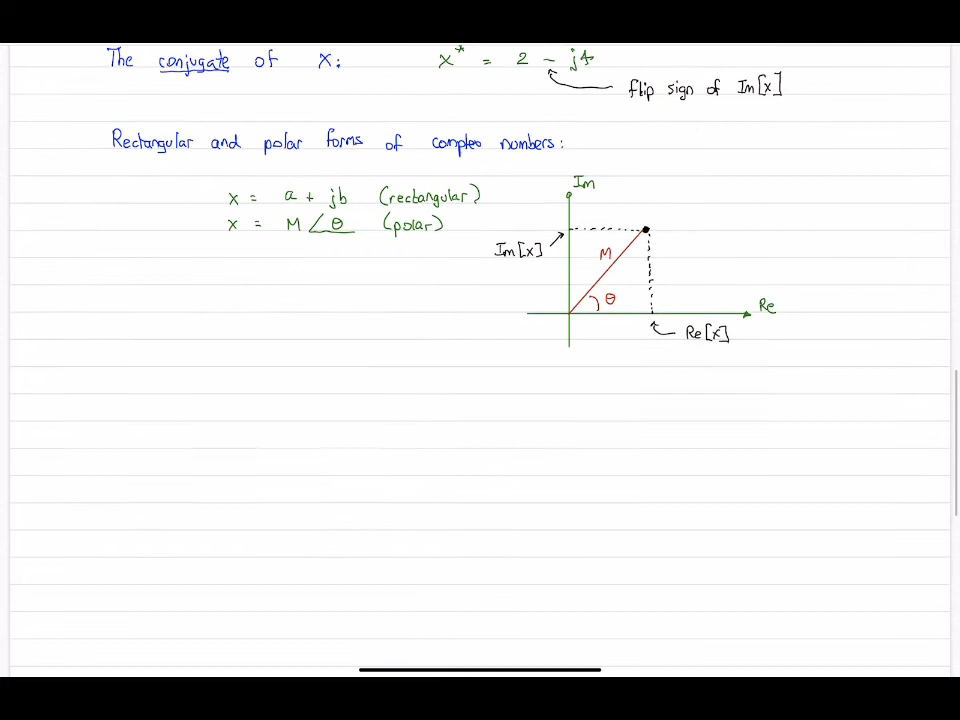 The conjugate of X: x* = 2 - j4
flip sign of Im[x]
Rectangular and polar forms of complex numbers:
x = a + jb (rectangular)
x = M ∠θ (polar)
Im
Im[x]
M
θ
Re
Re[x]